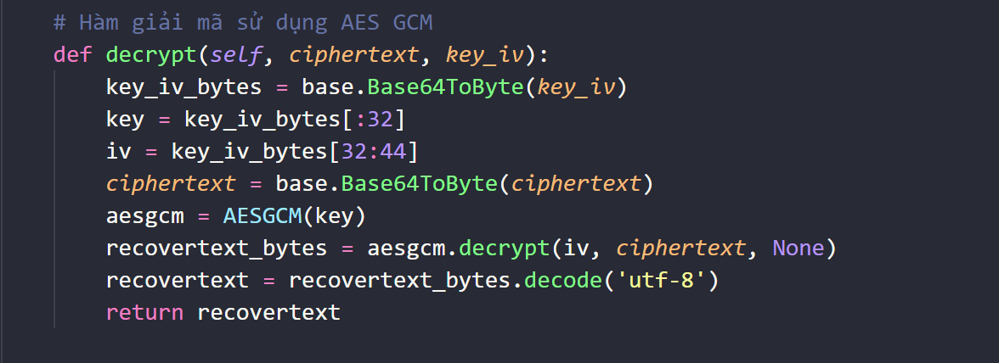 # Hàm giải mã sử dụng AES GCM
def decrypt(self, ciphertext, key_iv):
    key_iv_bytes = base.Base64ToByte(key_iv)
    key = key_iv_bytes[:32]
    iv = key_iv_bytes[32:44]
    ciphertext = base.Base64ToByte(ciphertext)
    aesgcm = AESGCM(key)
    recovertext_bytes = aesgcm.decrypt(iv, ciphertext, None)
    recovertext = recovertext_bytes.decode('utf-8')
    return recovertext